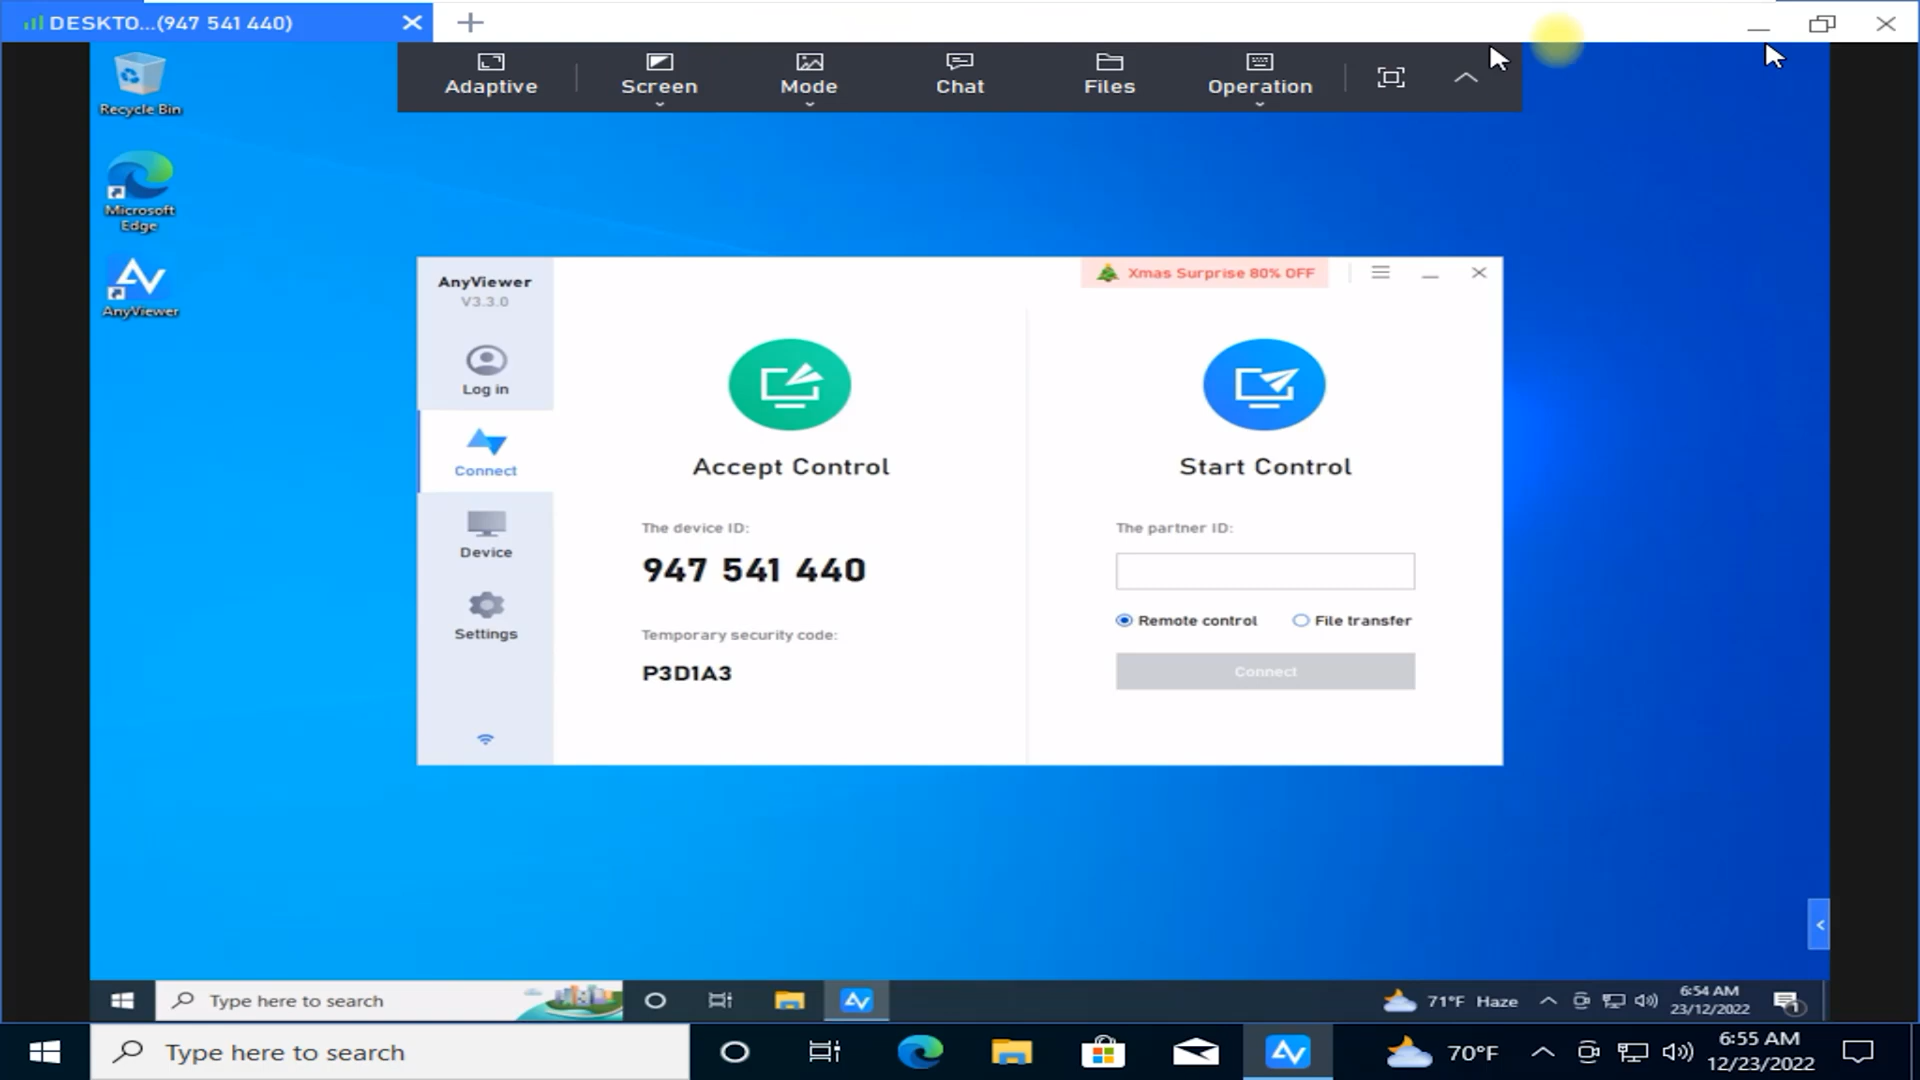 DESKTO...(947 541 440)
Adaptive
Screen
Mode
Chat
Files
Operation
Recycle Bin
Microsoft
Edge
AnyViewer
AnyViewer
V3.3.0
Xmas Surprise 80% OFF
Log in
Connect
Device
Settings
Accept Control
The device ID:
947 541 440
Temporary security code:
P3D1A3
Start Control
The partner ID:
Remote control
File transfer
Connect
Type here to search
71°F Haze
6:54 AM
23/12/2022
1
Type here to search
70°F
6:55 AM
12/23/2022